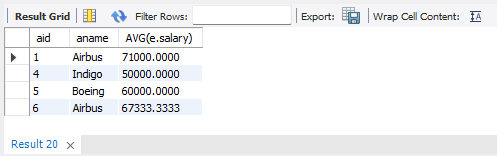 Result Grid Filter Rows: Export: Wrap Cell Content:
aid aname AVG(e.salary)
1 Airbus 71000.0000
4 Indigo 50000.0000
5 Boeing 60000.0000
6 Airbus 67333.3333
Result 20 ×